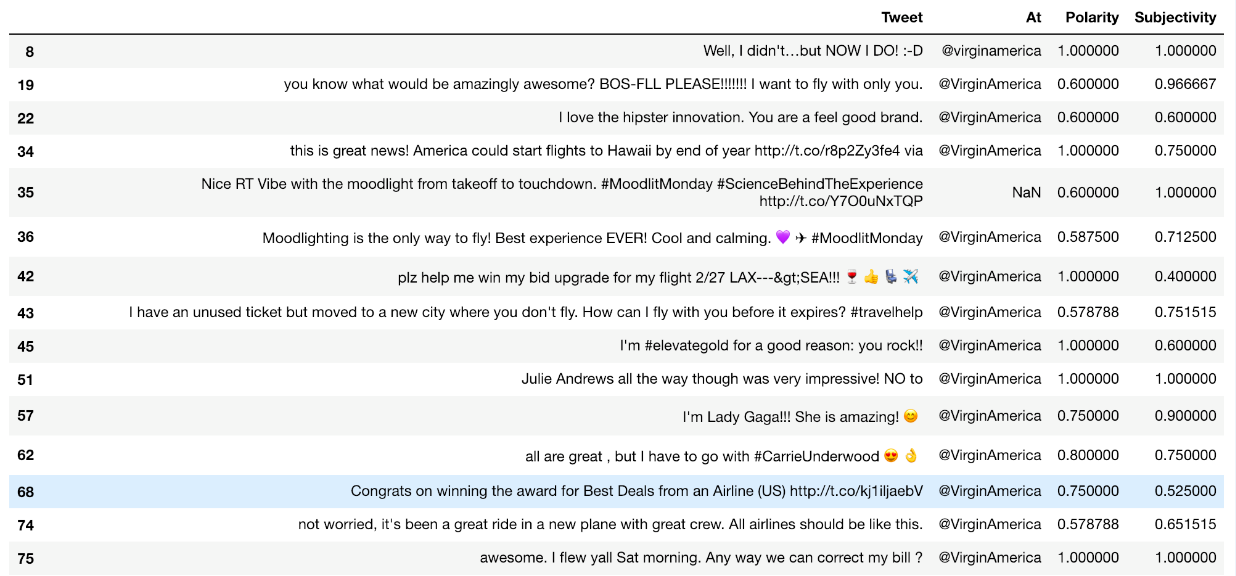 Tweet At Polarity Subjectivity
8 Well, I didn't…but NOW I DO! :-D @virginamerica 1.000000 1.000000
19 you know what would be amazingly awesome? BOS-FLL PLEASE!!!!!!! I want to fly with only you. @VirginAmerica 0.600000 0.966667
22 I love the hipster innovation. You are a feel good brand. @VirginAmerica 0.600000 0.600000
34 this is great news! America could start flights to Hawaii by end of year http://t.co/r8p2Zy3fe4 via @VirginAmerica 1.000000 0.750000
35 Nice RT Vibe with the moodlight from takeoff to touchdown. #MoodlitMonday #ScienceBehindTheExperience
http://t.co/Y7O0uNxTQP NaN 0.600000 1.000000
36 Moodlighting is the only way to fly! Best experience EVER! Cool and calming. 💜 ✈ #MoodlitMonday @VirginAmerica 0.587500 0.712500
42 plz help me win my bid upgrade for my flight 2/27 LAX---&gt;SEA!!! 🍷 👍 💺 ✈️ @VirginAmerica 1.000000 0.400000
43 I have an unused ticket but moved to a new city where you don't fly. How can I fly with you before it expires? #travelhelp @VirginAmerica 0.578788 0.751515
45 I'm #elevategold for a good reason: you rock!! @VirginAmerica 1.000000 0.600000
51 Julie Andrews all the way though was very impressive! NO to @VirginAmerica 1.000000 1.000000
57 I'm Lady Gaga!!! She is amazing! 😊 @VirginAmerica 0.750000 0.900000
62 all are great , but I have to go with #CarrieUnderwood 😍 👌 @VirginAmerica 0.800000 0.750000
68 Congrats on winning the award for Best Deals from an Airline (US) http://t.co/kj1iljaebV @VirginAmerica 0.750000 0.525000
74 not worried, it's been a great ride in a new plane with great crew. All airlines should be like this. @VirginAmerica 0.578788 0.651515
75 awesome. I flew yall Sat morning. Any way we can correct my bill ? @VirginAmerica 1.000000 1.000000